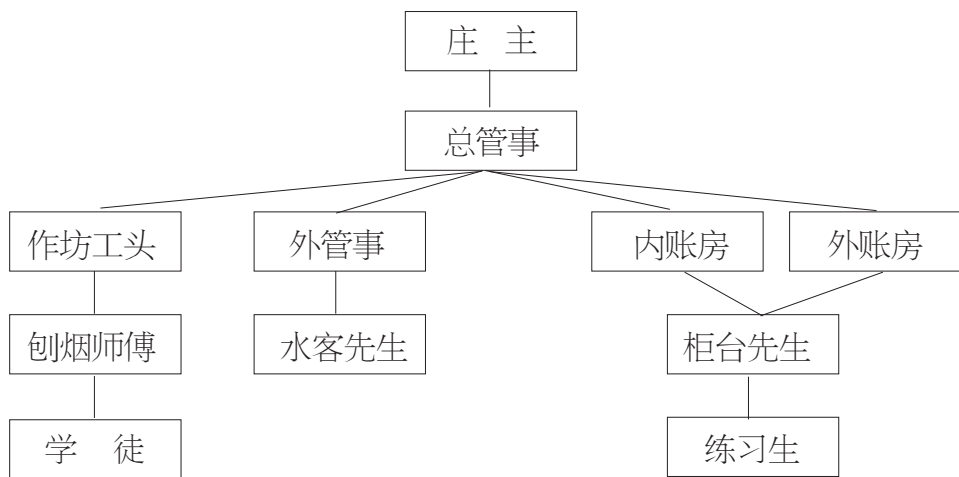 庄 主
总管事
作坊工头 外管事 内账房 外账房
刨烟师傅 水客先生 柜台先生
学 徒 练习生